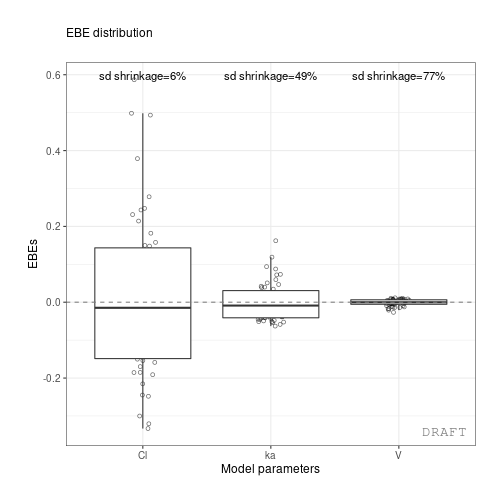 EBE distribution
sd shrinkage=6% sd shrinkage=49% sd shrinkage=77%
0.6
0.4
0.2
0.0
-0.2
EBEs
DRAFT
Cl ka V
Model parameters